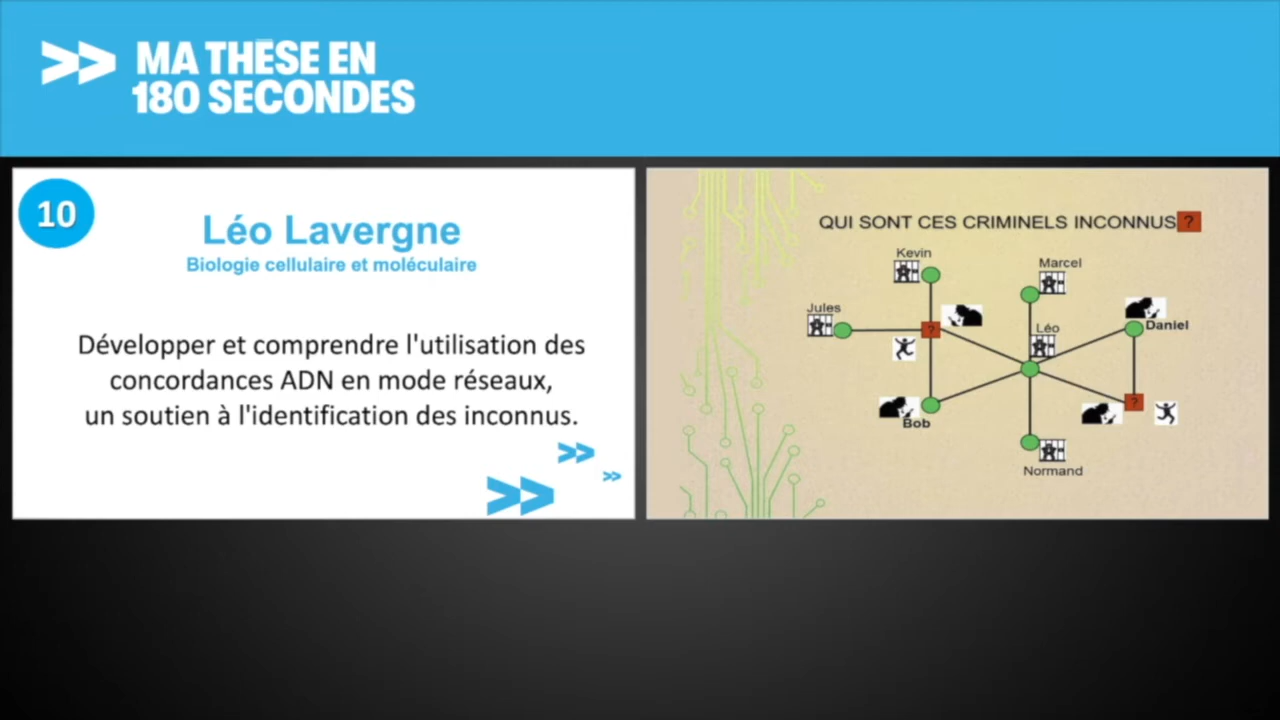 >> MA THÈSE EN
180 SECONDES
10
Léo Lavergne
Biologie cellulaire et moléculaire
Développer et comprendre l'utilisation des
concordances ADN en mode réseaux,
un soutien à l'identification des inconnus.
QUI SONT CES CRIMINELS INCONNUS ?
Kevin
Marcel
Jules
?
Léo
Daniel
Bob
?
Normand